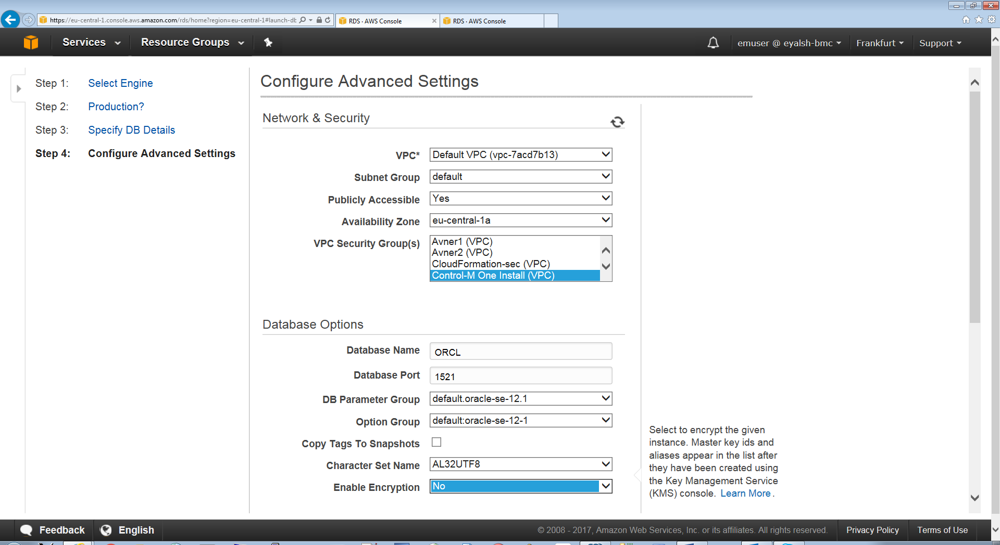 https://eu-central-1.console.aws.amazon.com/rds/home?region=eu-central-1#launch-dt
RDS · AWS Console
RDS · AWS Console
Services
Resource Groups
emuser @ eyalsh-bmc
Frankfurt
Support
Step 1: Select Engine
Step 2: Production?
Step 3: Specify DB Details
Step 4: Configure Advanced Settings
Configure Advanced Settings
Network & Security
VPC* Default VPC (vpc-7acd7b13)
Subnet Group default
Publicly Accessible Yes
Availability Zone eu-central-1a
VPC Security Group(s) Avner1 (VPC)
Avner2 (VPC)
CloudFormation-sec (VPC)
Control-M One Install (VPC)
Database Options
Database Name ORCL
Database Port 1521
DB Parameter Group default.oracle-se-12.1
Option Group default:oracle-se-12-1
Copy Tags To Snapshots
Character Set Name AL32UTF8
Enable Encryption No
Select to encrypt the given
instance. Master key ids and
aliases appear in the list after
they have been created using
the Key Management Service
(KMS) console. Learn More .
Feedback
English
© 2008 - 2017, Amazon Web Services, Inc. or its affiliates. All rights reserved.
Privacy Policy
Terms of Use